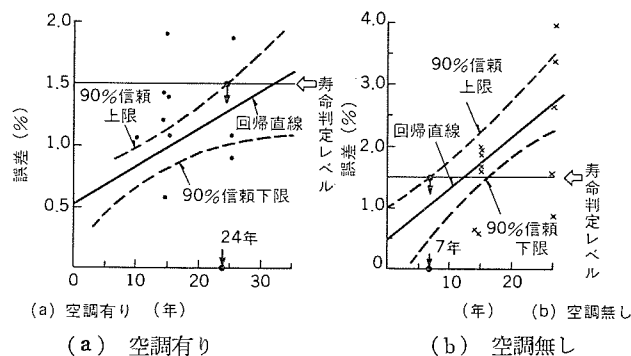 2.0
1.5
1.0
0.5
0 10 20 30
誤差(%)
90%信頼
上限
回帰直線
90%信頼下限
24年
寿命判定レベル
(a) 空調有り (年)
(a) 空調有り
4.0
3.0
2.0
1.0
0
0 10 20
誤差(%)
90%信頼
上限
回帰直線
90%信頼
下限
7年
寿命判定レベル
(年) (b) 空調無し
(b) 空調無し